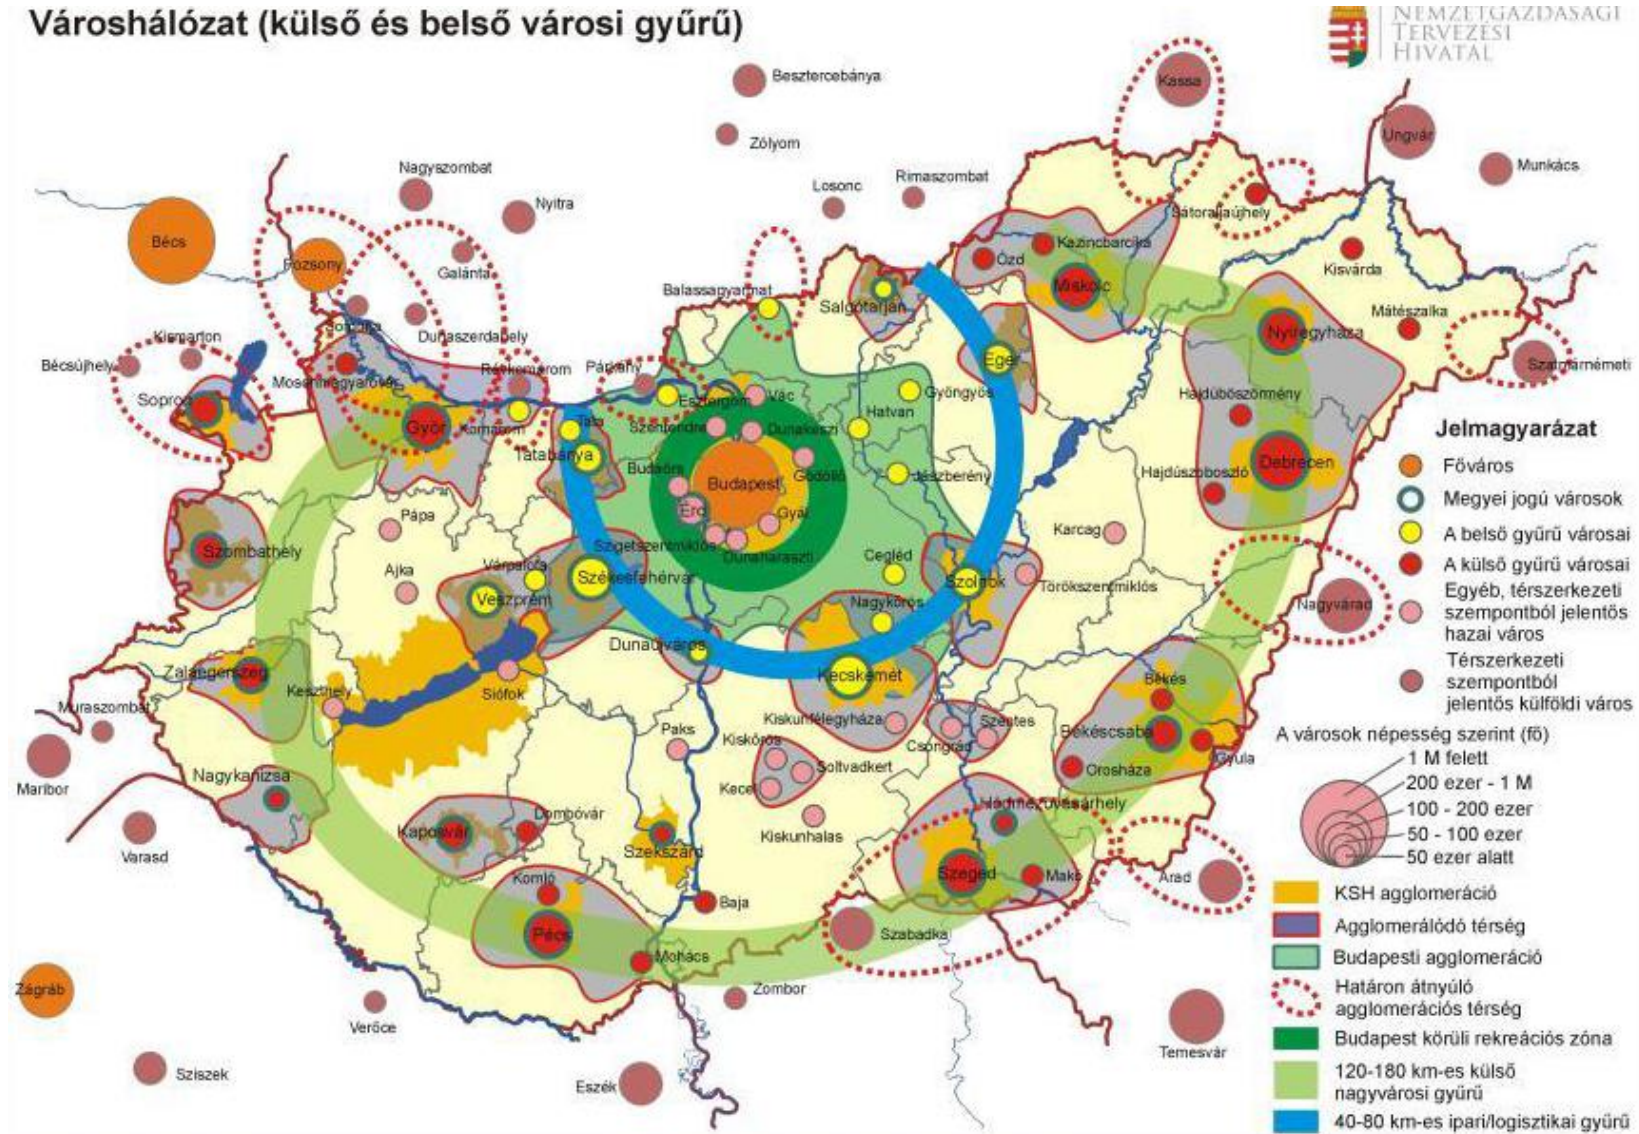 Városhálózat (külső és belső városi gyűrű)
NEMZETGAZDASÁGI
TERVEZÉSI
HIVATAL
Besztercebánya
Kassa
Zólyom
Ungvár
Munkács
Nagyszombat
Nyitra
Losonc
Rimaszombat
Sátoraljaújhely
Bécs
Pozsony
Galánta
Kazincbarcika
Ózd
Kisvárda
Miskolc
Balassagyarmat
Salgótarján
Mátészalka
Nyíregyháza
Somorja
Dunaszerdahely
Kismarton
Bécsújhely
Révkomárom
Párkány
Eger
Szatmárnémeti
Mosonmagyaróvár
Sopron
Esztergom
Vác
Gyöngyös
Hajdúböszörmény
Győr
Komárom
Tata
Szentendre
Dunakeszi
Hatvan
Tatabánya
Budaörs
Gödöllő
Jászberény
Hajdúszoboszló
Debrecen
Budapest
Érd
Gyál
Pápa
Karcag
Szombathely
Szigetszentmiklós
Dunaharaszti
Cegléd
Ajka
Várpalota
Székesfehérvár
Szolnok
Törökszentmiklós
Veszprém
Nagykőrös
Nagyvárad
Dunaújváros
Zalaegerszeg
Kecskemét
Békés
Keszthely
Siófok
Muraszombat
Kiskunfélegyháza
Szentes
Paks
Kiskőrös
Csongrád
Békéscsaba
Gyula
Maribor
Nagykanizsa
Soltvadkert
Orosháza
Kecel
Hódmezővásárhely
Kaposvár
Dombóvár
Kiskunhalas
Varasd
Szekszárd
Komló
Szeged
Makó
Arad
Baja
Pécs
Szabadka
Mohács
Zágráb
Zombor
Verőce
Temesvár
Sziszek
Eszék
Jelmagyarázat
Főváros
Megyei jogú városok
A belső gyűrű városai
A külső gyűrű városai
Egyéb, térszerkezeti
szempontból jelentős
hazai város
Térszerkezeti
szempontból
jelentős külföldi város
A városok népesség szerint (fő)
1 M felett
200 ezer - 1 M
100 - 200 ezer
50 - 100 ezer
50 ezer alatt
KSH agglomeráció
Agglomerálódó térség
Budapesti agglomeráció
Határon átnyúló
agglomerációs térség
Budapest körüli rekreációs zóna
120-180 km-es külső
nagyvárosi gyűrű
40-80 km-es ipari/logisztikai gyűrű